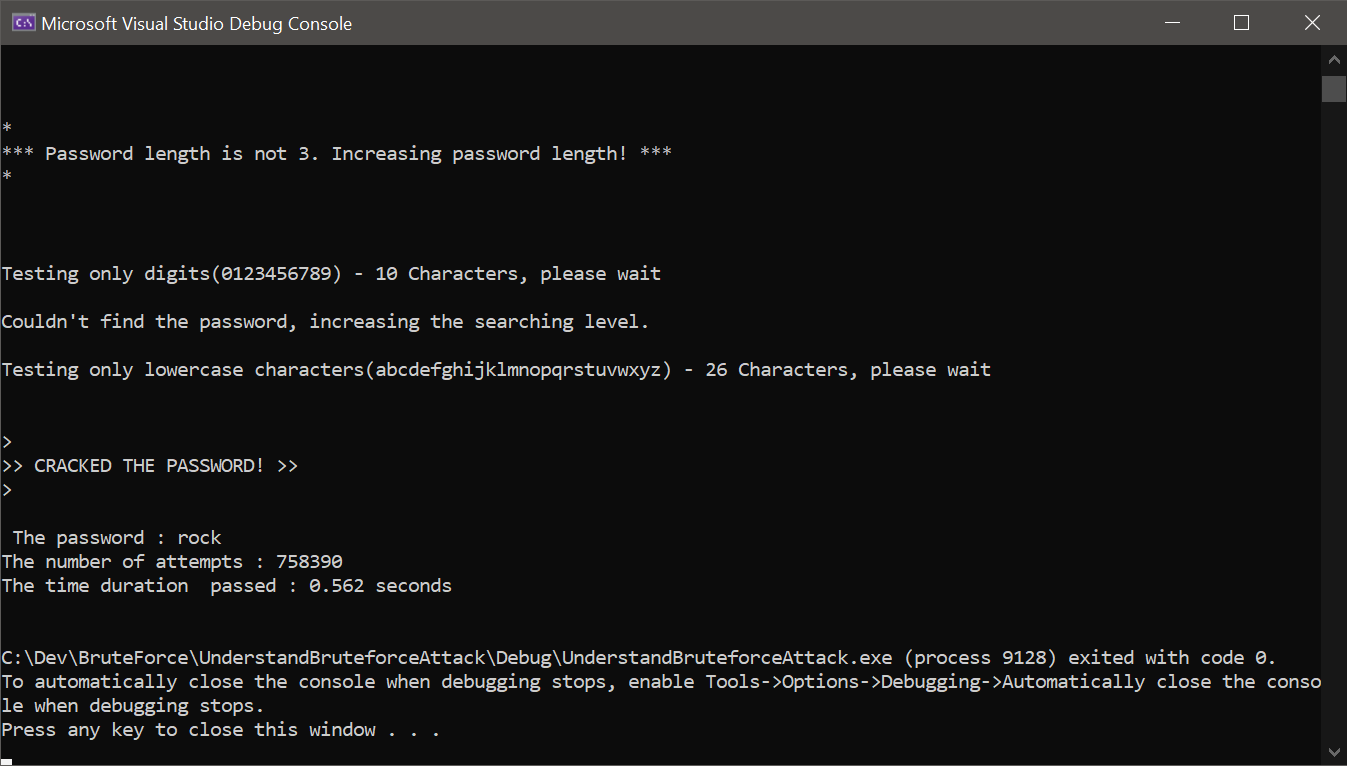 Microsoft Visual Studio Debug Console
*
*** Password length is not 3. Increasing password length! ***
*
Testing only digits(0123456789) - 10 Characters, please wait
Couldn't find the password, increasing the searching level.
Testing only lowercase characters(abcdefghijklmnopqrstuvwxyz) - 26 Characters, please wait
>
>> CRACKED THE PASSWORD! >>
>
The password : rock
The number of attempts : 758390
The time duration  passed : 0.562 seconds
C:\Dev\BruteForce\UnderstandBruteforceAttack\Debug\UnderstandBruteforceAttack.exe (process 9128) exited with code 0.
To automatically close the console when debugging stops, enable Tools->Options->Debugging->Automatically close the conso
le when debugging stops.
Press any key to close this window . . .